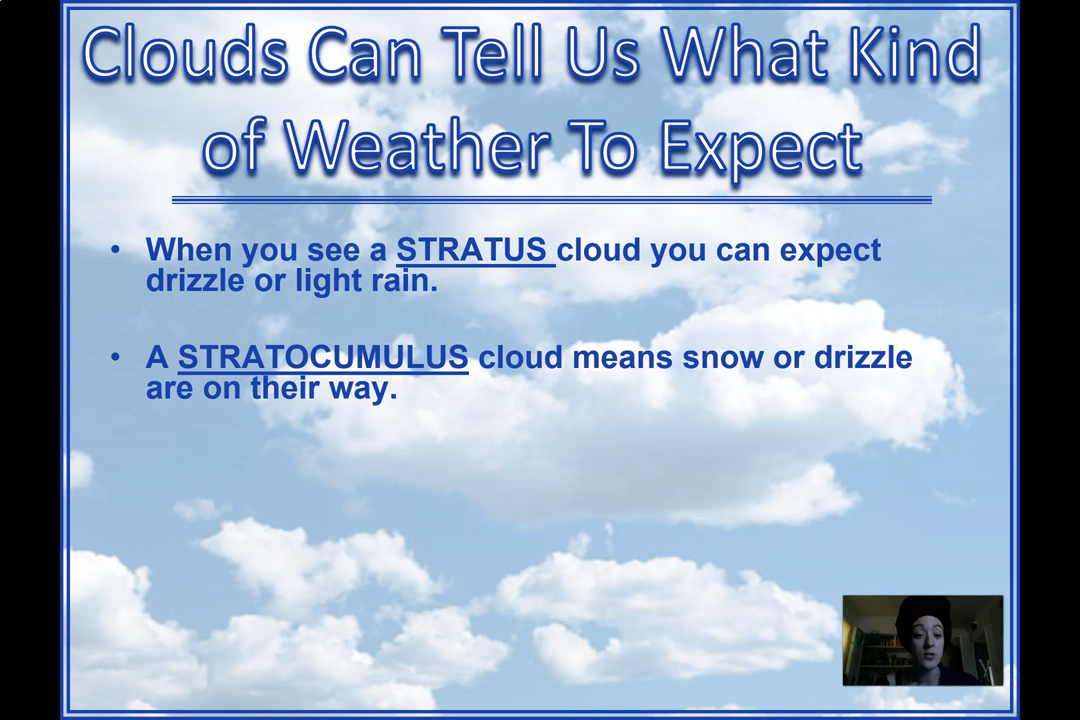 Clouds Can Tell Us What Kind
of Weather To Expect
• When you see a STRATUS cloud you can expect
drizzle or light rain.
• A STRATOCUMULUS cloud means snow or drizzle
are on their way.